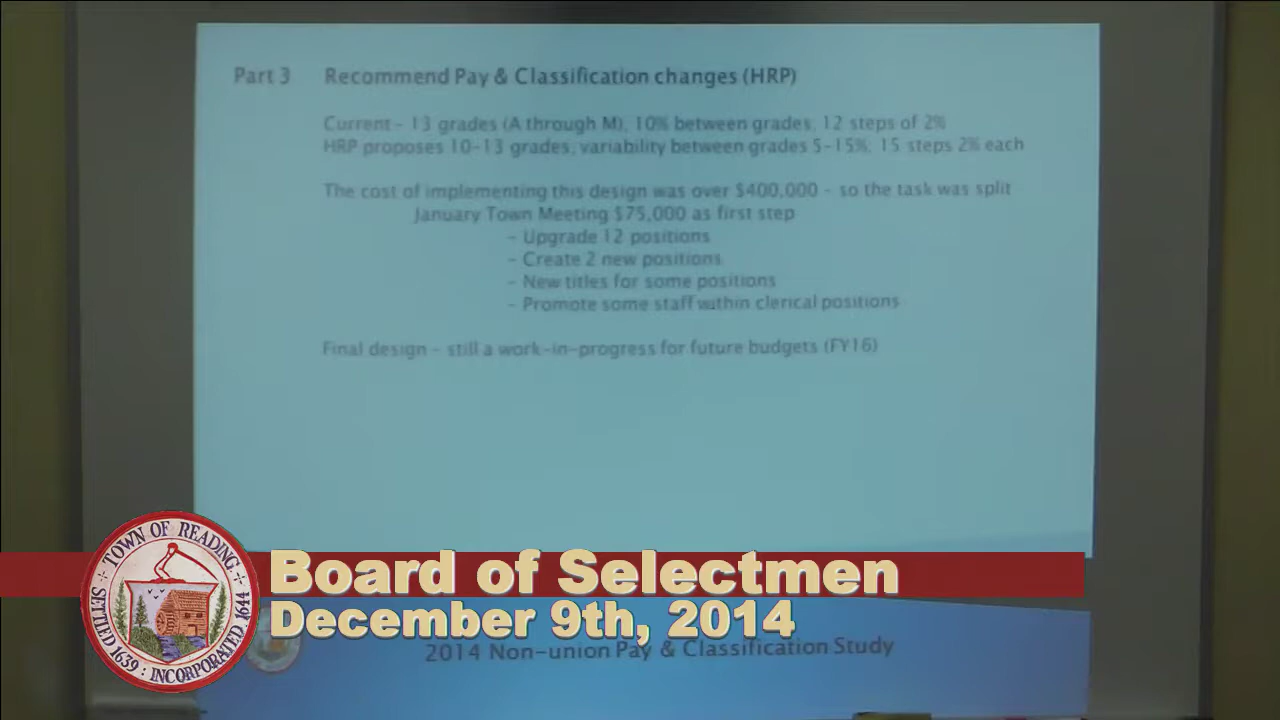 Part 3 Recommend Pay & Classification changes (HRP)
Current - 13 grades (A through M), 10% between grades, 12 steps of 2%
HRP proposes 10-13 grades, variability between grades 5-15%, 15 steps 2% each
The cost of implementing this design was over $400,000 - so the task was split
January Town Meeting $75,000 as first step
- Upgrade 12 positions
- Create 2 new positions
- New titles for some positions
- Promote some staff within clerical positions
Final design - still a work-in-progress for future budgets (FY16)
TOWN OF READING
SETTLED 1639 : INCORPORATED 1644
Board of Selectmen
December 9th, 2014
2014 Non-union Pay & Classification Study